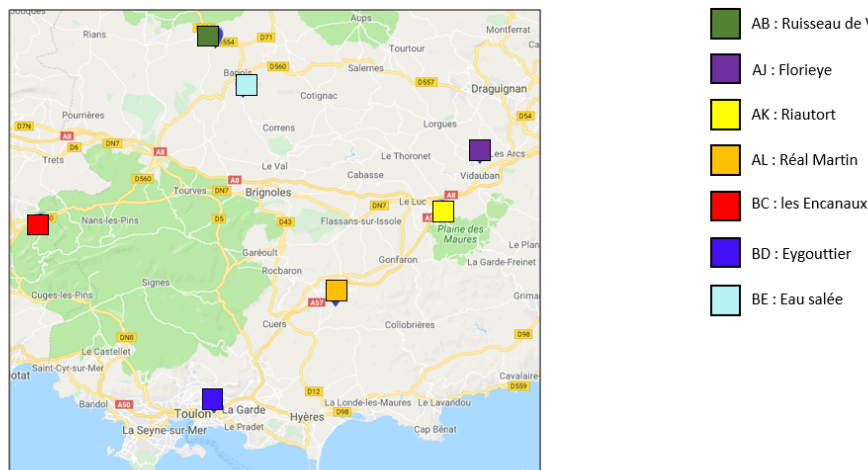 ouques
Rians
Aups
Montferrat
D554
D71
Tourtour
Barjols
D560
Salernes
D557
Cotignac
Draguignan
Pourrières
D7N
A8
DN7
Correns
Lorgues
D54
D6
A8
Trets
Le Val
Le Thoronet
Les Arcs
Cabasse
Vidauban
D560
Tourves
DN7
A8
Brignoles
Le Luc
A8
Nans-les-Pins
D5
D43
Flassans-sur-Issole
DN7
Plaine des
Maures
Garéoult
Rocbaron
Gonfaron
La Garde-Freinet
Le Plan
Signes
Cuges-les-Pins
A57
Grima
Cuers
Collobrières
DN8
Le Castellet
D98
Saint-Cyr-sur-Mer
otat
Cavalaire-
D559
Bandol
A50
Toulon
La Garde
D12
La Londe-les-Maures
Le Lavandou
Hyères
D98
La Seyne-sur-Mer
Le Pradet
Cap Bénat
AB : Ruisseau de V
AJ : Florieye
AK : Riautort
AL : Réal Martin
BC : les Encanaux
BD : Eygouttier
BE : Eau salée